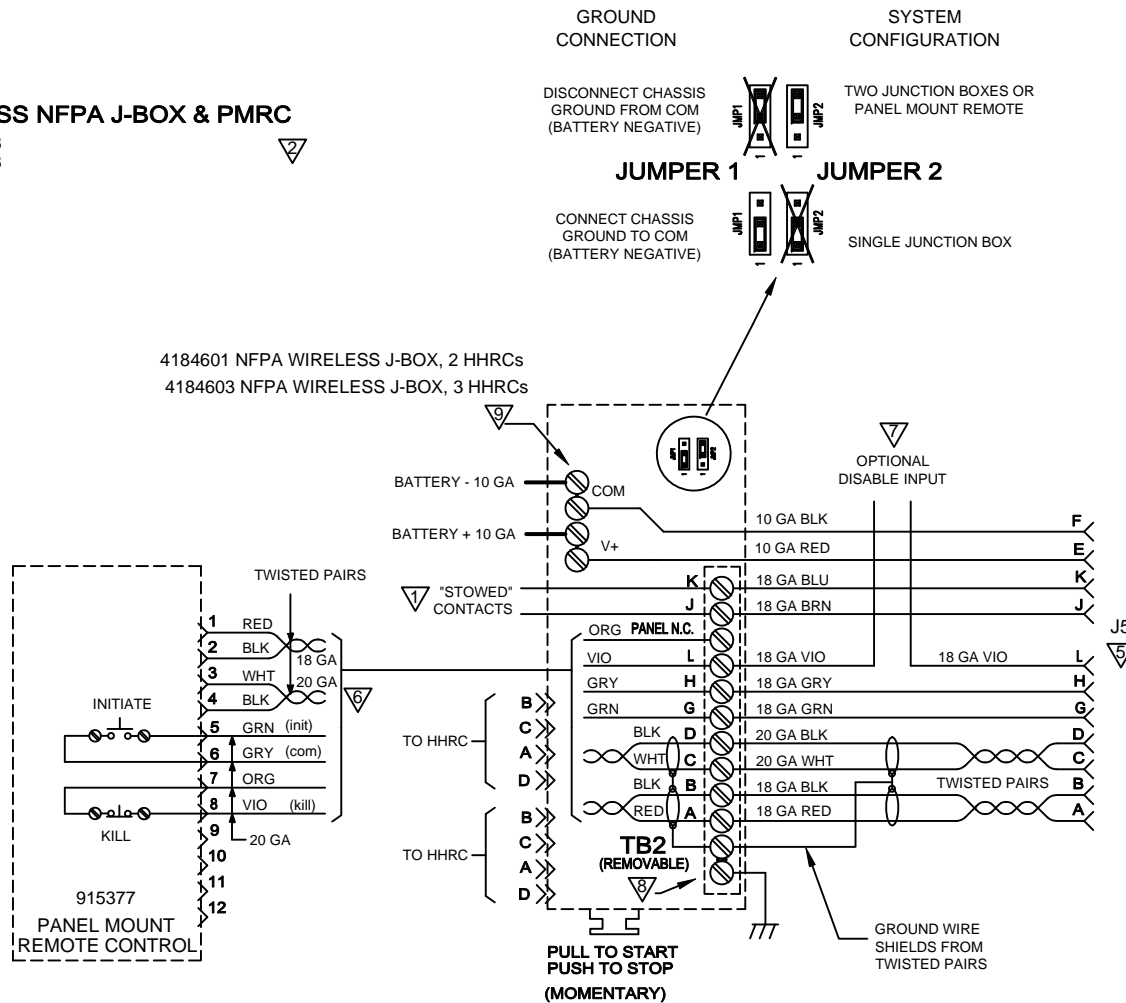 GROUND
CONNECTION
SYSTEM
CONFIGURATION
DISCONNECT CHASSIS
GROUND FROM COM
(BATTERY NEGATIVE)
JMP1
1
JMP2
1
TWO JUNCTION BOXES OR
PANEL MOUNT REMOTE
NFPA J-BOX & PMRC
2
JUMPER 1
JUMPER 2
CONNECT CHASSIS
GROUND TO COM
(BATTERY NEGATIVE)
JMP1
1
JMP2
1
SINGLE JUNCTION BOX
4184601 NFPA WIRELESS J-BOX, 2 HHRCs
4184603 NFPA WIRELESS J-BOX, 3 HHRCs
9
JMP1
1
JMP2
1
7
OPTIONAL
DISABLE INPUT
BATTERY - 10 GA
COM
10 GA BLK
F
BATTERY + 10 GA
V+
10 GA RED
E
1
"STOWED"
CONTACTS
K
18 GA BLU
K
J
18 GA BRN
J
J5
5
ORG
PANEL N.C.
VIO
L
18 GA VIO
18 GA VIO
L
GRY
H
18 GA GRY
H
GRN
G
18 GA GRN
G
BLK
D
20 GA BLK
D
WHT
C
20 GA WHT
C
BLK
B
18 GA BLK
TWISTED PAIRS
B
RED
A
18 GA RED
A
TWISTED PAIRS
1
RED
2
BLK
18 GA
3
WHT
20 GA
4
BLK
6
INITIATE
5
GRN
(init)
6
GRY
(com)
7
ORG
8
VIO
(kill)
KILL
9
20 GA
10
11
12
915377
PANEL MOUNT
REMOTE CONTROL
TO HHRC
B
C
A
D
TO HHRC
B
C
A
D
TB2
(REMOVABLE)
8
PULL TO START
PUSH TO STOP
(MOMENTARY)
GROUND WIRE
SHIELDS FROM
TWISTED PAIRS